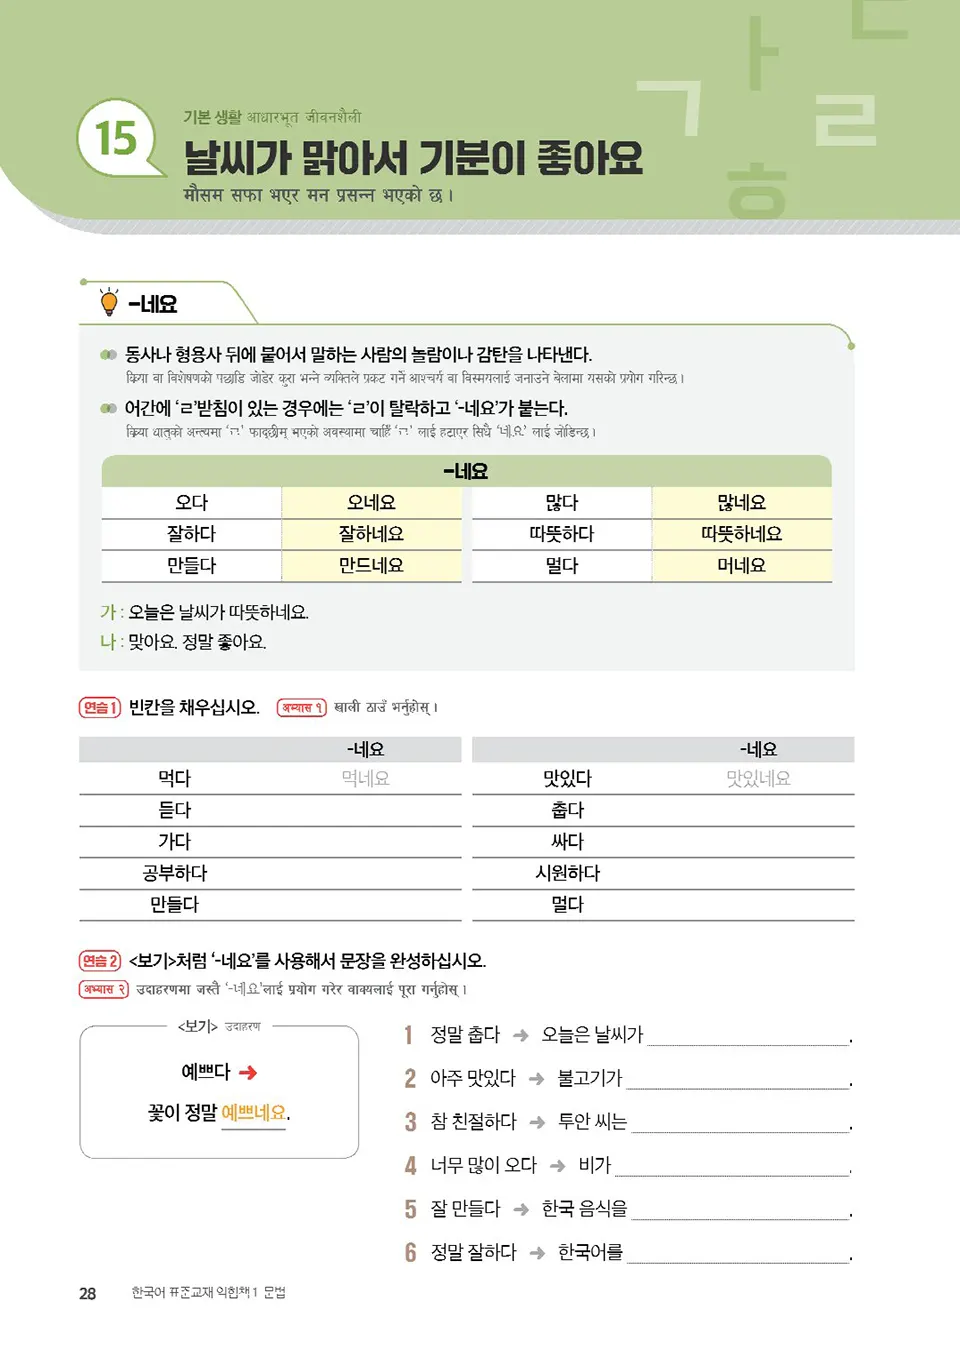 15
기본 생활 आधारभूत जीवनशैली
날씨가 맑아서 기분이 좋아요
मौसम सफा भएर मन प्रसन्न भएको छ ।
ㄱ ㅏ ㄷ ㄹ ㅎ
-네요
동사나 형용사 뒤에 붙어서 말하는 사람의 놀람이나 감탄을 나타낸다.
क्रिया वा विशेषणको पछाडि जोडेर कुरा भन्ने व्यक्तिले प्रकट गर्ने आश्चर्य वा विस्मयलाई जनाउने बेलामा यसको प्रयोग गरिन्छ ।
어간에 ‘ㄹ’받침이 있는 경우에는 ‘ㄹ’이 탈락하고 ‘-네요’가 붙는다.
क्रिया धातुको अन्त्यमा ‘ㄹ’ फाद्छीम् भएको अवस्थामा चाहिँ ‘ㄹ’ लाई हटाएर सिधै ‘네요’ लाई जोडिन्छ ।
-네요
오다 오네요 많다 많네요
잘하다 잘하네요 따뜻하다 따뜻하네요
만들다 만드네요 멀다 머네요
가 : 오늘은 날씨가 따뜻하네요.
나 : 맞아요. 정말 좋아요.
연습 1 빈칸을 채우십시오. अभ्यास १ खाली ठाउँ भर्नुहोस् ।
-네요 -네요
먹다 먹네요 맛있다 맛있네요
듣다 춥다
가다 싸다
공부하다 시원하다
만들다 멀다
연습 2 <보기>처럼 ‘-네요’를 사용해서 문장을 완성하십시오.
अभ्यास २ उदाहरणमा जस्तै ‘-네요’लाई प्रयोग गरेर वाक्यलाई पूरा गर्नुहोस् ।
<보기> उदाहरण
예쁘다 ➜
꽃이 정말 예쁘네요.
1 정말 춥다 ➜ 오늘은 날씨가 .
2 아주 맛있다 ➜ 불고기가 .
3 참 친절하다 ➜ 투안 씨는 .
4 너무 많이 오다 ➜ 비가 .
5 잘 만들다 ➜ 한국 음식을 .
6 정말 잘하다 ➜ 한국어를 .
28 한국어 표준교재 익힘책 1 문법